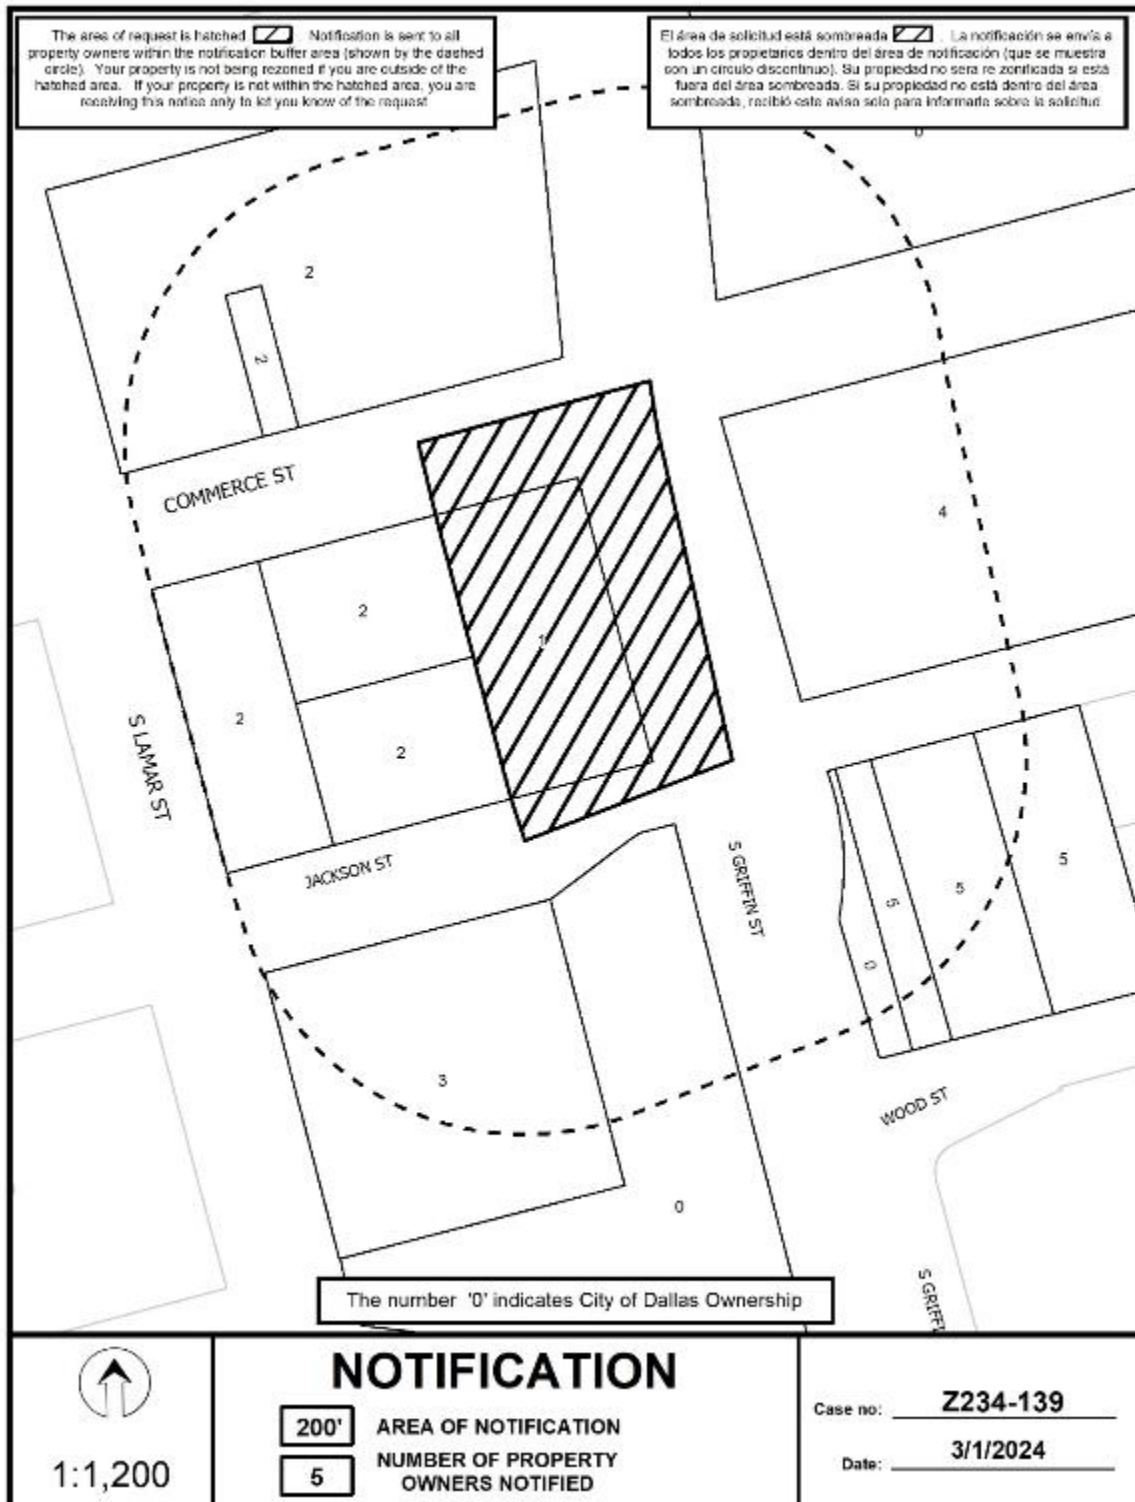 The area of request is hatched . Notification is sent to all
property owners within the notification buffer area (shown by the dashed
circle). Your property is not being rezoned if you are outside of the
hatched area. If your property is not within the hatched area, you are
receiving this notice only to let you know of the request
El área de solicitud está sombreada . La notificación se envía a
todos los propietarios dentro del área de notificación (que se muestra
con un circulo discontinuo). Su propiedad no sera re zonificada si está
fuera del área sombreada. Si su propiedad no está dentro del área
sombreada, recibió este aviso solo para informarle sobre la solicitud
0
2
2
COMMERCE ST
4
2
1
2
2
S LAMAR ST
JACKSON ST
S GRIFFIN ST
5
5
5
0
3
WOOD ST
0
S GRIFFI
The number '0' indicates City of Dallas Ownership
1:1,200
NOTIFICATION
200' AREA OF NOTIFICATION
5 NUMBER OF PROPERTY
OWNERS NOTIFIED
Case no: Z234-139
Date: 3/1/2024